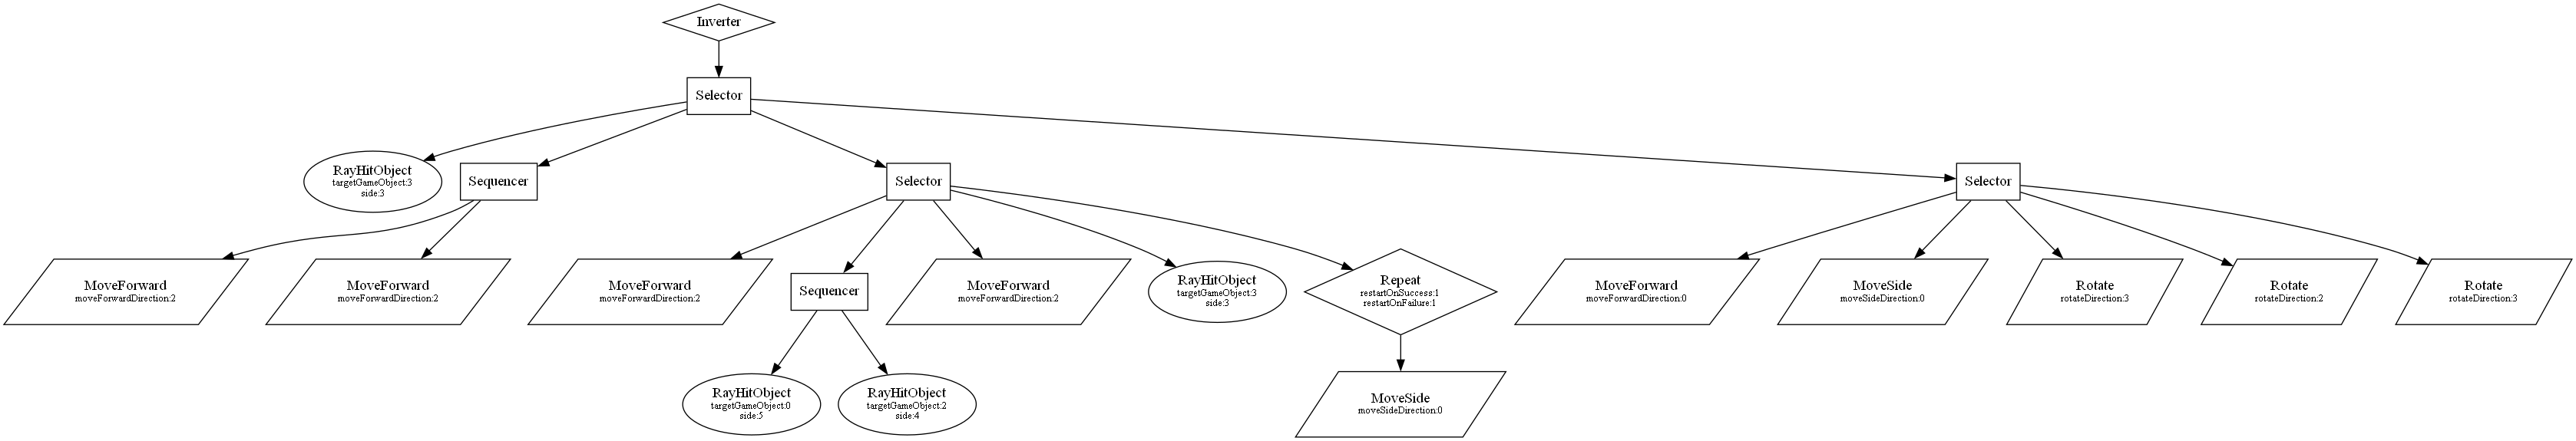 Inverter
Selector
RayHitObject
targetGameObject:3
side:3
Sequencer
Selector
Selector
MoveForward
moveForwardDirection:2
MoveForward
moveForwardDirection:2
MoveForward
moveForwardDirection:2
Sequencer
MoveForward
moveForwardDirection:2
RayHitObject
targetGameObject:3
side:3
Repeat
restartOnSuccess:1
restartOnFailure:1
MoveForward
moveForwardDirection:0
MoveSide
moveSideDirection:0
Rotate
rotateDirection:3
Rotate
rotateDirection:2
Rotate
rotateDirection:3
RayHitObject
targetGameObject:0
side:5
RayHitObject
targetGameObject:2
side:4
MoveSide
moveSideDirection:0